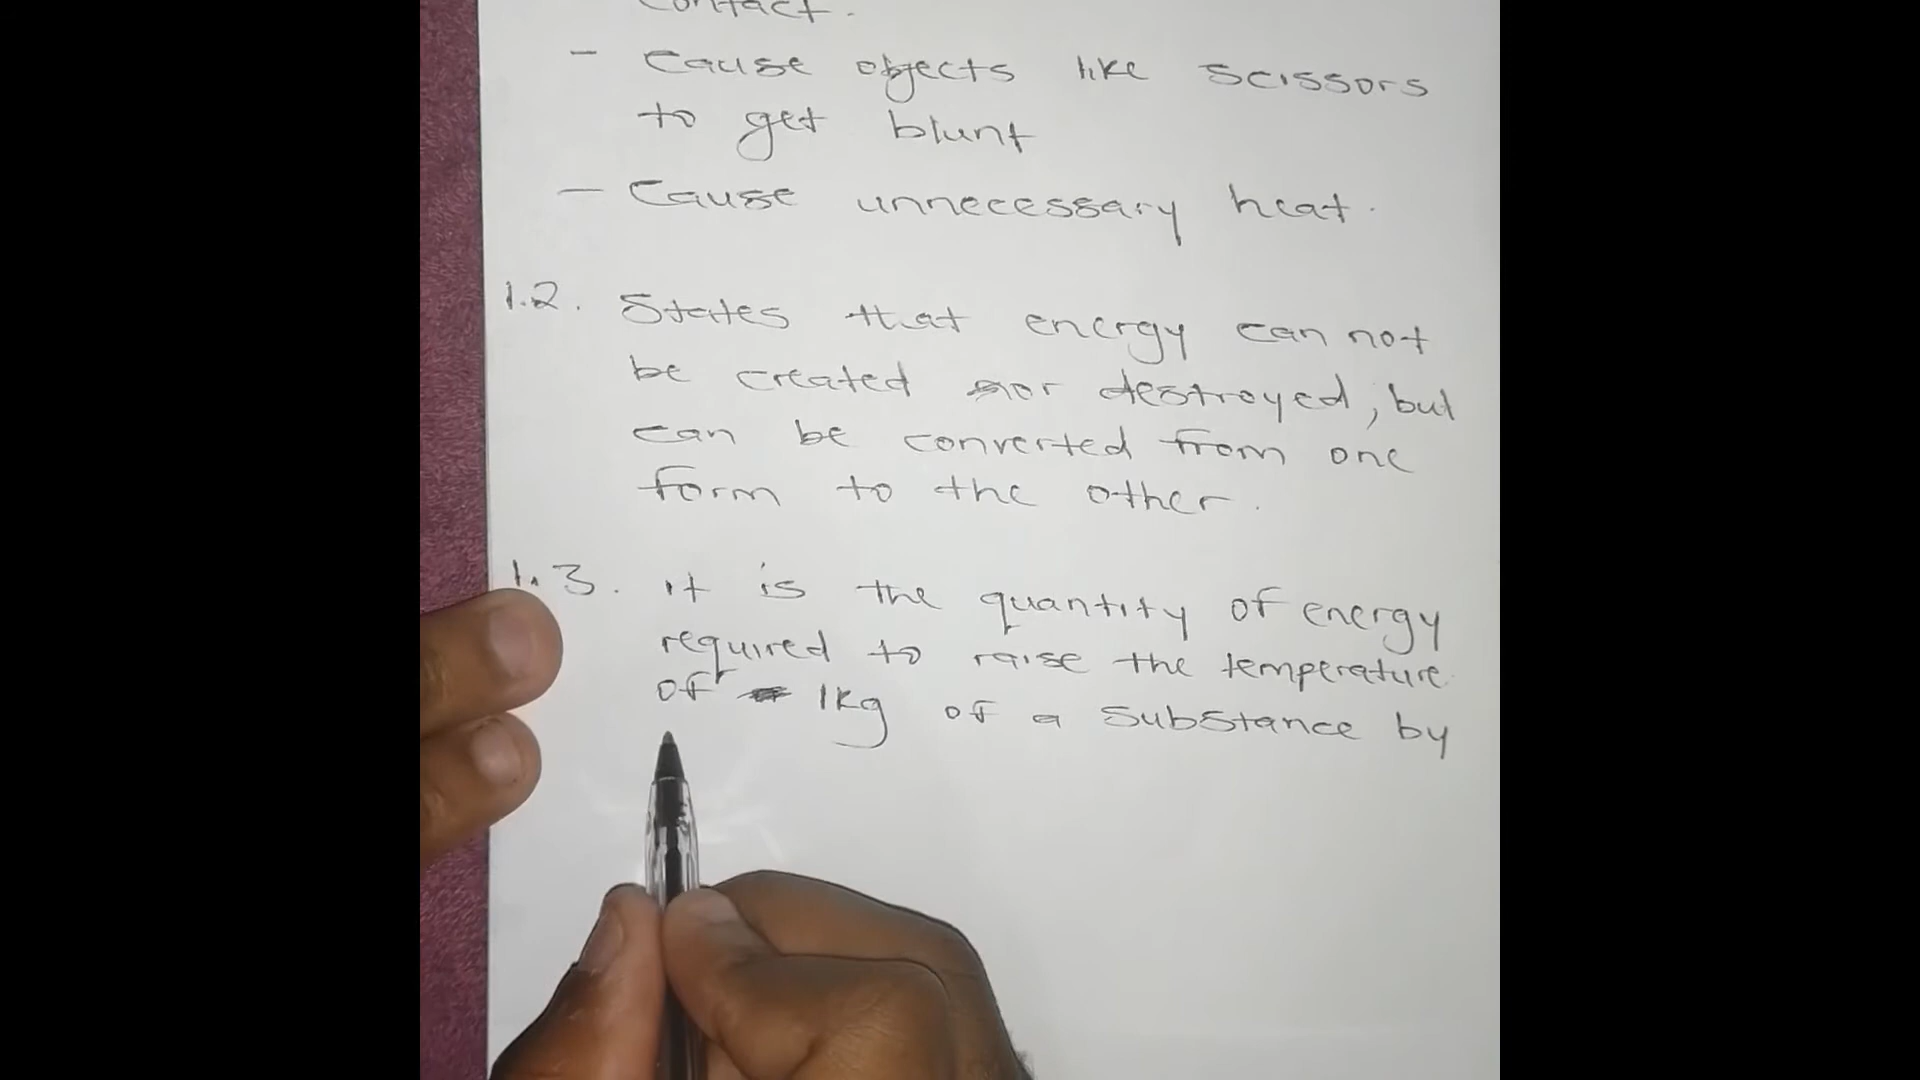 contact.
- Cause objects like scissors
to get blunt
- Cause unnecessary heat.
1.2. States that energy can not
be created nor destroyed, but
can be converted from one
form to the other.
1.3. it is the quantity of energy
required to raise the temperature
of 1kg of a substance by